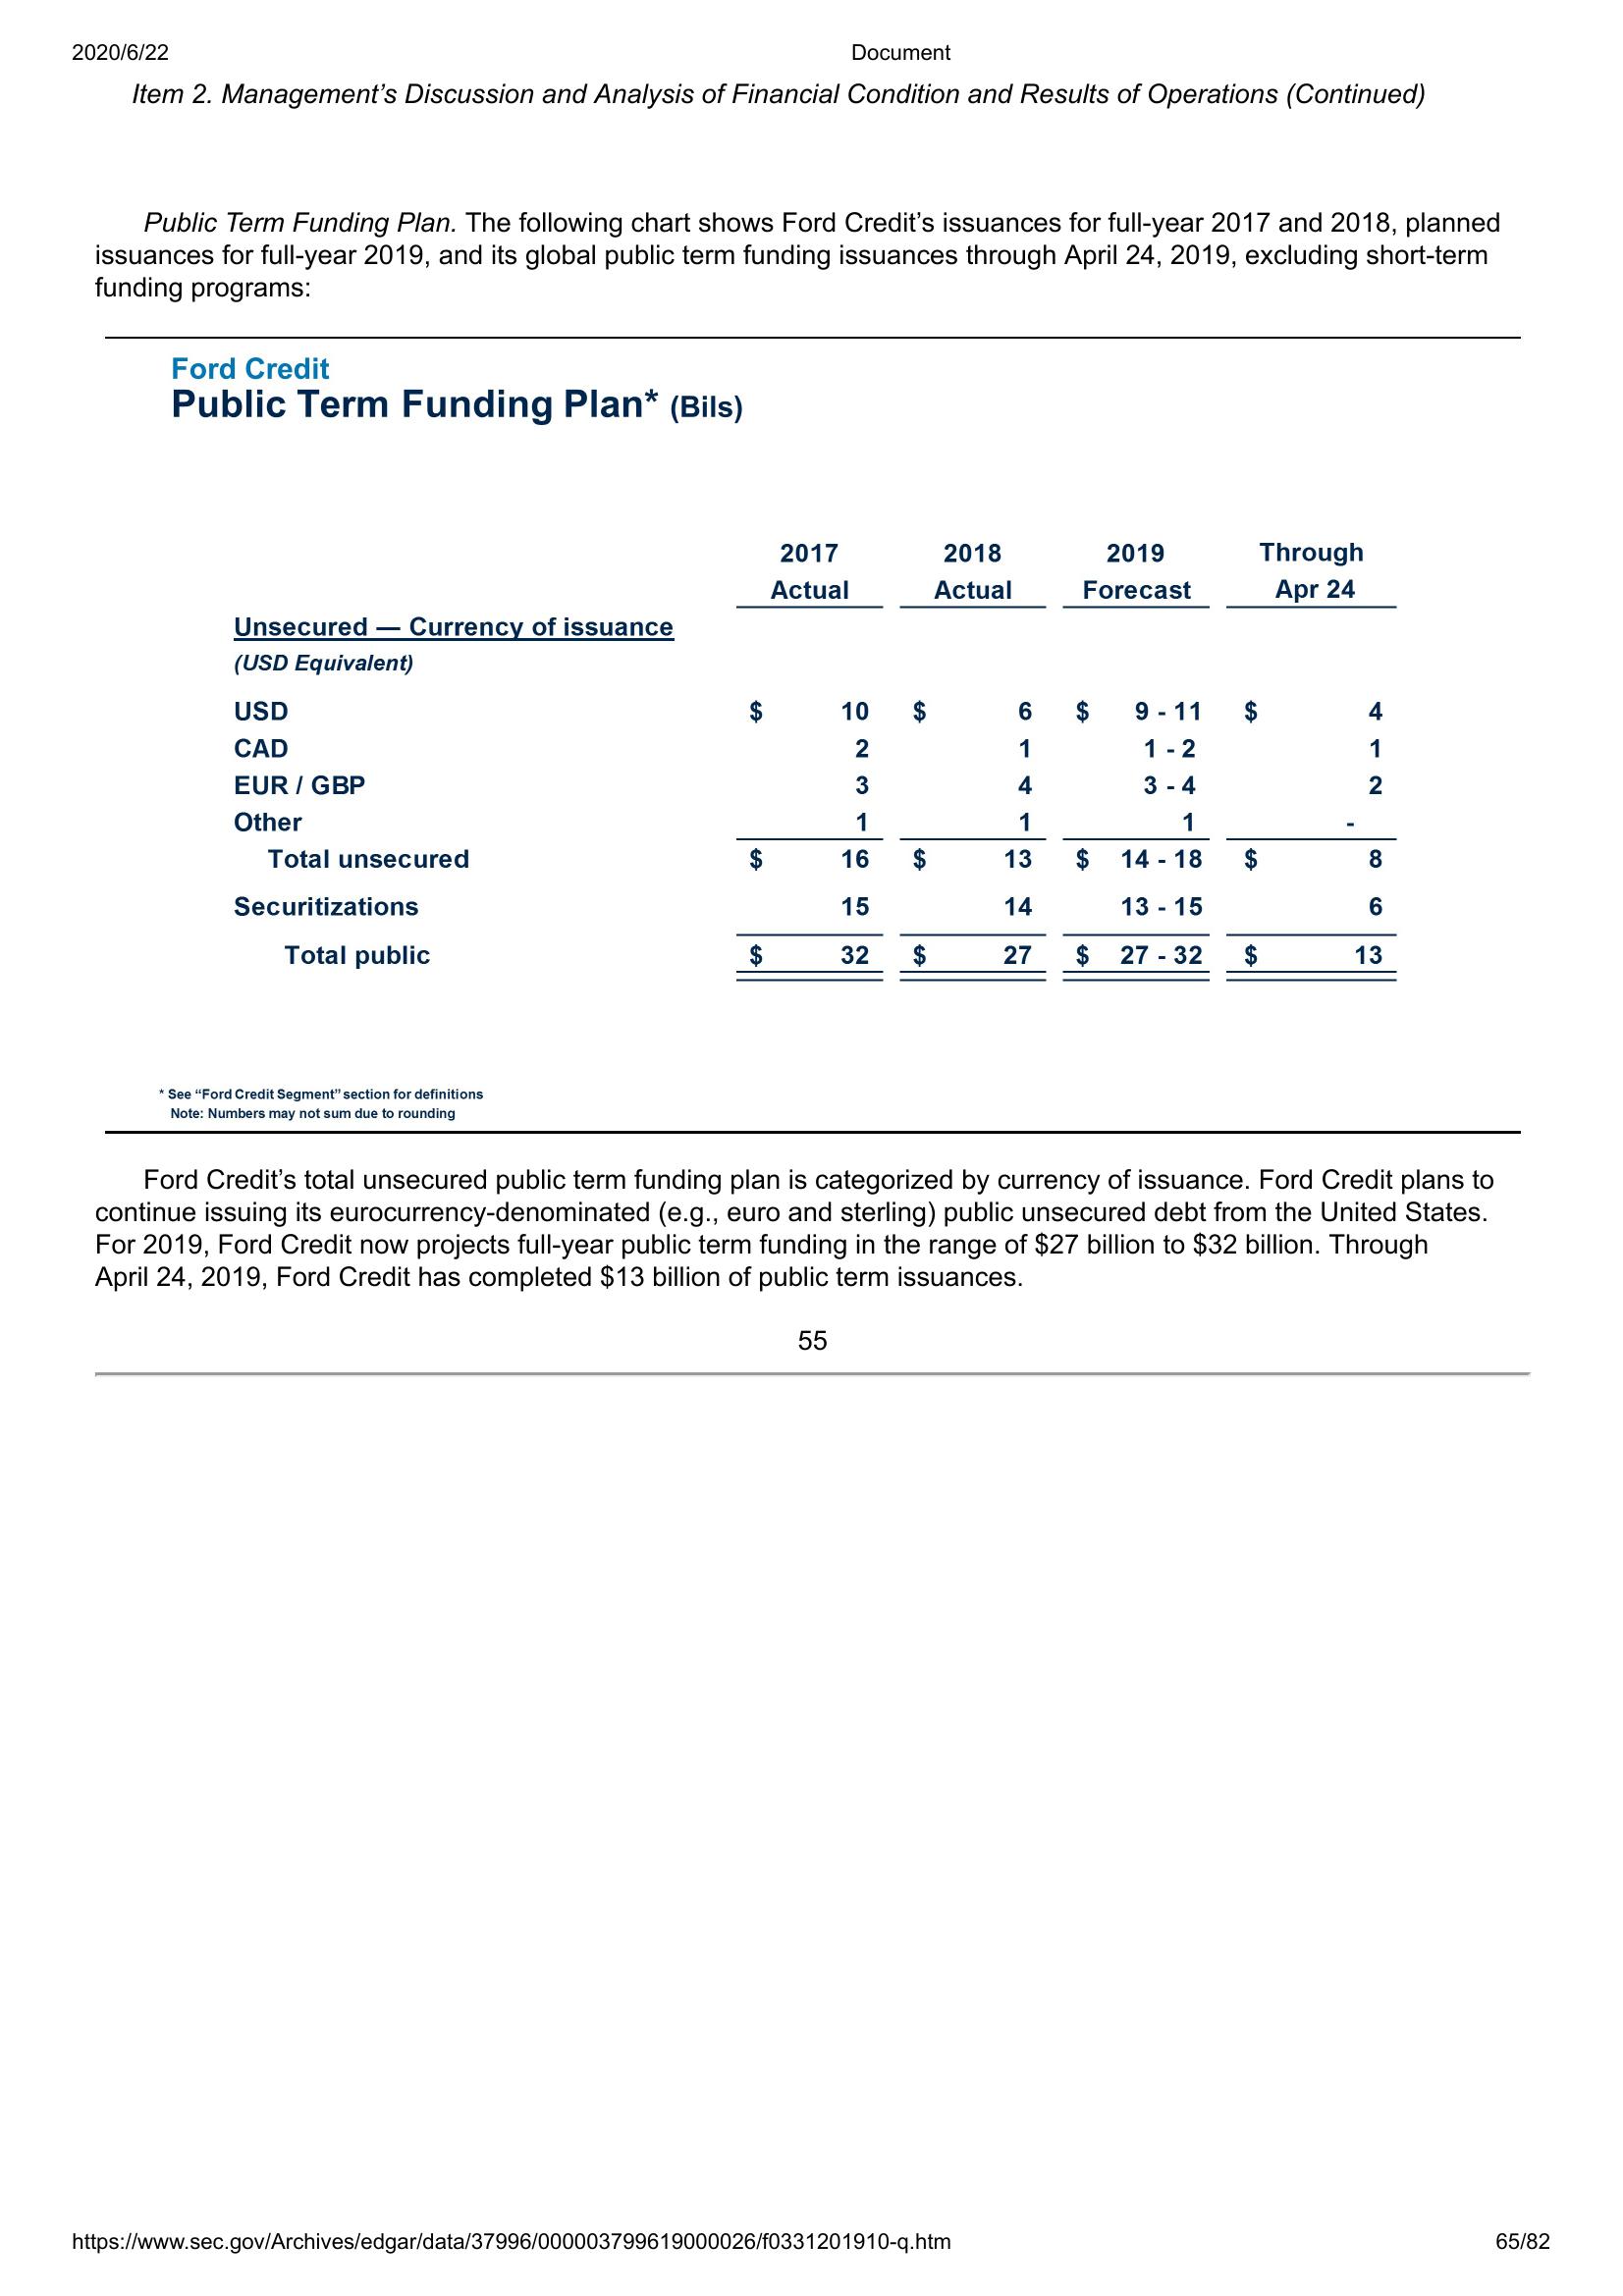 2020/6/22 Document
Item 2. Management’s Discussion and Analysis of Financial Condition and Results of Operations (Continued)
Public Term Funding Plan. The following chart shows Ford Credit’s issuances for full-year 2017 and 2018, planned
issuances for full-year 2019, and its global public term funding issuances through April 24, 2019, excluding short-term
funding programs:
Ford Credit
Public Term Funding Plan* (Bils)
2017 2018 2019 Through
Actual Actual Forecast Apr 24
Unsecured — Currency of issuance
(USD Equivalent)
USD $ 10 $ 6 $ 9 - 11 $ 4
CAD 2 1 1 - 2 1
EUR / GBP 3 4 3 - 4 2
Other 1 1 1 -
Total unsecured $ 16 $ 13 $ 14 - 18 $ 8
Securitizations 15 14 13 - 15 6
Total public $ 32 $ 27 $ 27 - 32 $ 13
* See “Ford Credit Segment” section for definitions
Note: Numbers may not sum due to rounding
Ford Credit’s total unsecured public term funding plan is categorized by currency of issuance. Ford Credit plans to
continue issuing its eurocurrency-denominated (e.g., euro and sterling) public unsecured debt from the United States.
For 2019, Ford Credit now projects full-year public term funding in the range of $27 billion to $32 billion. Through
April 24, 2019, Ford Credit has completed $13 billion of public term issuances.
55
https://www.sec.gov/Archives/edgar/data/37996/000003799619000026/f0331201910-q.htm 65/82